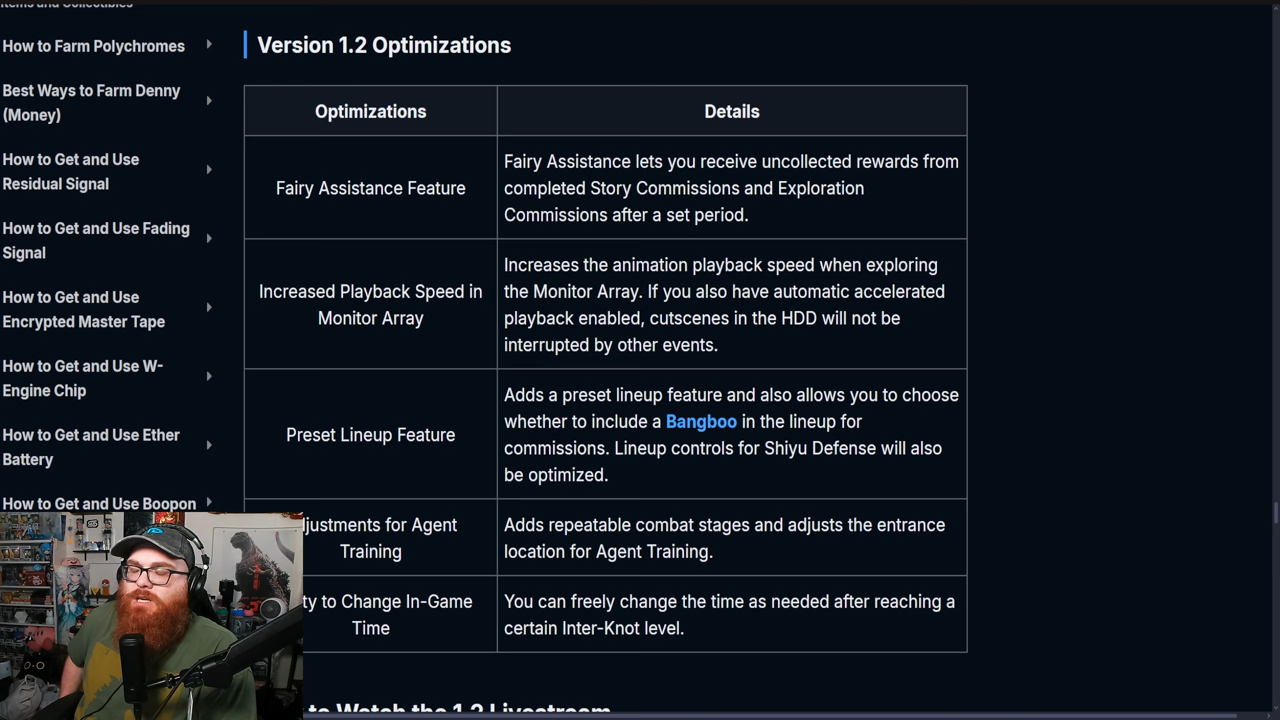 Items and Collectibles
How to Farm Polychromes
Best Ways to Farm Denny
(Money)
How to Get and Use
Residual Signal
How to Get and Use Fading
Signal
How to Get and Use
Encrypted Master Tape
How to Get and Use W-
Engine Chip
How to Get and Use Ether
Battery
How to Get and Use Boopon
Version 1.2 Optimizations
Optimizations
Details
Fairy Assistance Feature
Fairy Assistance lets you receive uncollected rewards from
completed Story Commissions and Exploration
Commissions after a set period.
Increased Playback Speed in
Monitor Array
Increases the animation playback speed when exploring
the Monitor Array. If you also have automatic accelerated
playback enabled, cutscenes in the HDD will not be
interrupted by other events.
Preset Lineup Feature
Adds a preset lineup feature and also allows you to choose
whether to include a Bangboo in the lineup for
commissions. Lineup controls for Shiyu Defense will also
be optimized.
justments for Agent
Training
Adds repeatable combat stages and adjusts the entrance
location for Agent Training.
ty to Change In-Game
Time
You can freely change the time as needed after reaching a
certain Inter-Knot level.
to Watch the 1.2 Livestream